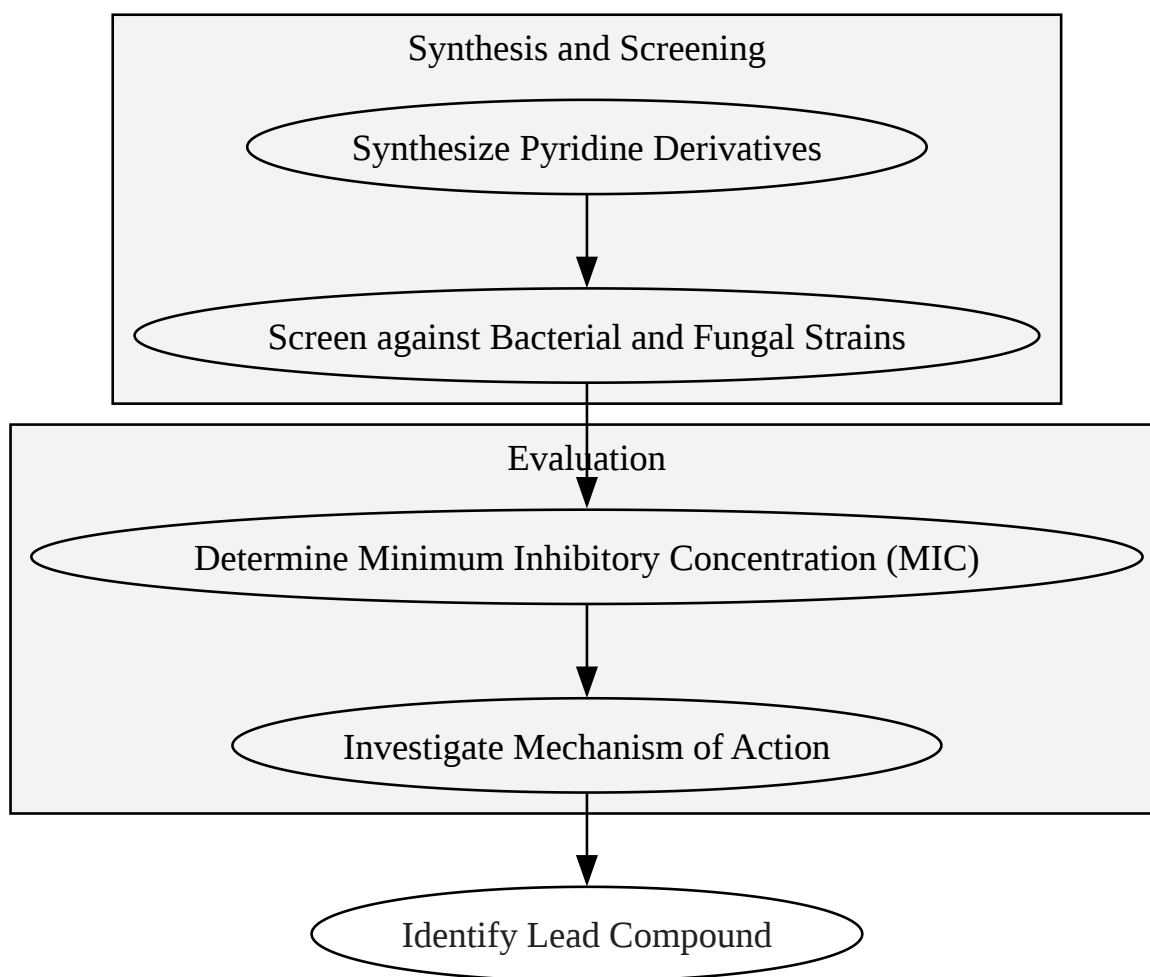 Synthesis and Screening
Synthesize Pyridine Derivatives
Screen against Bacterial and Fungal Strains
Evaluation
Determine Minimum Inhibitory Concentration (MIC)
Investigate Mechanism of Action
Identify Lead Compound